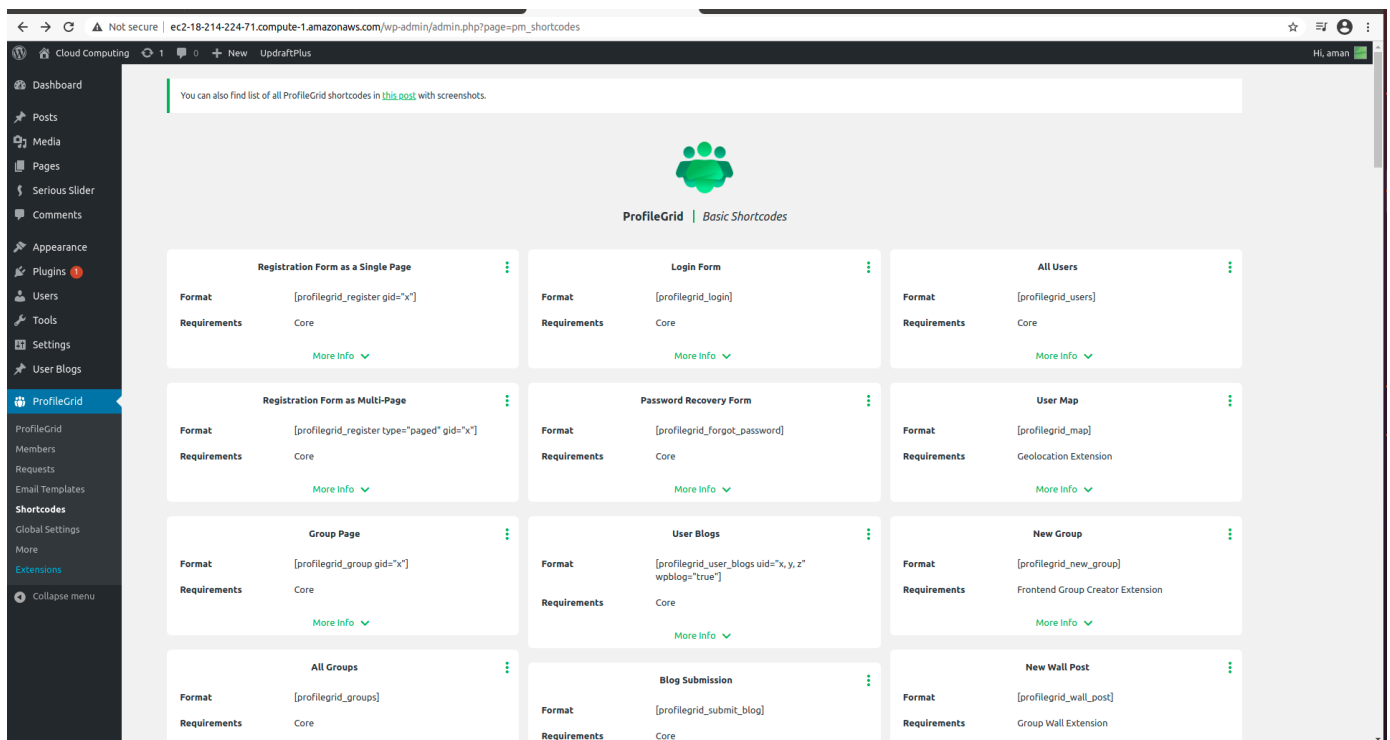 Not secure | ec2-18-214-224-71.compute-1.amazonaws.com/wp-admin/admin.php?page=pm_shortcodes
Cloud Computing 1 0 + New UpdraftPlus Hi, aman
Dashboard
Posts
Media
Pages
Serious Slider
Comments
Appearance
Plugins 1
Users
Tools
Settings
User Blogs
ProfileGrid
ProfileGrid
Members
Requests
Email Templates
Shortcodes
Global Settings
More
Extensions
Collapse menu
You can also find list of all ProfileGrid shortcodes in this post with screenshots.
ProfileGrid | Basic Shortcodes
Registration Form as a Single Page
Format [profilegrid_register gid="x"]
Requirements Core
More Info
Login Form
Format [profilegrid_login]
Requirements Core
More Info
All Users
Format [profilegrid_users]
Requirements Core
More Info
Registration Form as Multi-Page
Format [profilegrid_register type="paged" gid="x"]
Requirements Core
More Info
Password Recovery Form
Format [profilegrid_forgot_password]
Requirements Core
More Info
User Map
Format [profilegrid_map]
Requirements Geolocation Extension
More Info
Group Page
Format [profilegrid_group gid="x"]
Requirements Core
More Info
User Blogs
Format [profilegrid_user_blogs uid="x, y, z"
wpblog="true"]
Requirements Core
More Info
New Group
Format [profilegrid_new_group]
Requirements Frontend Group Creator Extension
More Info
All Groups
Format [profilegrid_groups]
Requirements Core
Blog Submission
Format [profilegrid_submit_blog]
Requirements Core
New Wall Post
Format [profilegrid_wall_post]
Requirements Group Wall Extension